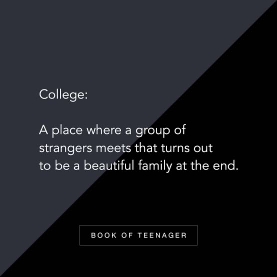 College:
A place where a group of
strangers meets that turns out
to be a beautiful family at the end.
BOOK OF TEENAGER